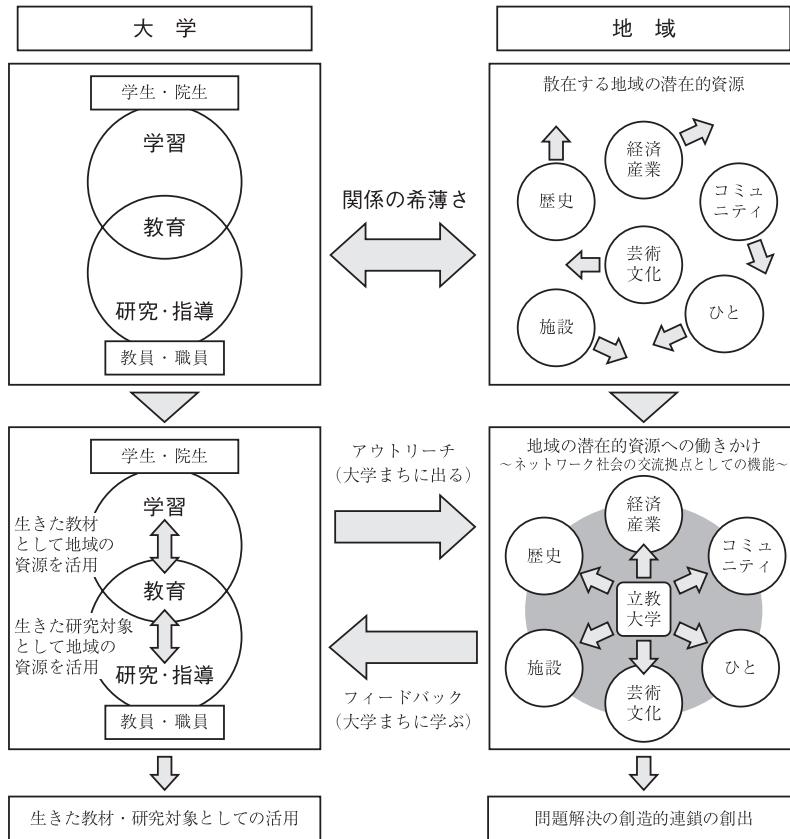 大 学
地 域
学生・院生
学習
教育
研究・指導
教員・職員
関係の希薄さ
散在する地域の潜在的資源
経済
産業
歴史
コミュ
ニティ
芸術
文化
施設
ひと
学生・院生
学習
生きた教材
として地域の
資源を活用
教育
生きた研究対象
として地域の
資源を活用
研究・指導
教員・職員
アウトリーチ
(大学まちに出る)
フィードバック
(大学まちに学ぶ)
地域の潜在的資源への働きかけ
~ネットワーク社会の交流拠点としての機能~
経済
産業
歴史
コミュ
ニティ
立教
大学
施設
ひと
芸術
文化
生きた教材・研究対象としての活用
問題解決の創造的連鎖の創出